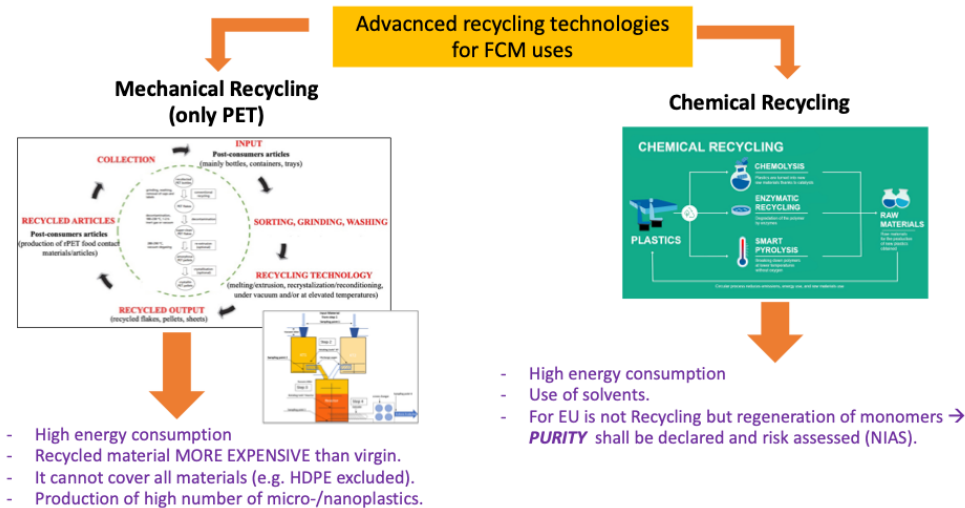 Advacnced recycling technologies
for FCM uses
Mechanical Recycling
(only PET)
Chemical Recycling
INPUT
Post-consumers articles
(mainly bottles, containers, trays)
COLLECTION
RECYCLED ARTICLES
Post-consumers articles
(production of rPET food contact
materials/articles)
SORTING, GRINDING, WASHING
RECYCLING TECHNOLOGY
(melting/extrusion, recrystalization/reconditioning,
under vacuum and/or at elevated temperatures)
RECYCLED OUTPUT
(recycled flakes, pellets, sheets)
CHEMICAL RECYCLING
CHEMOLYSIS
ENZYMATIC
RECYCLING
SMART
PYROLYSIS
PLASTICS
RAW
MATERIALS
- High energy consumption
- Recycled material MORE EXPENSIVE than virgin.
- It cannot cover all materials (e.g. HDPE excluded).
- Production of high number of micro-/nanoplastics.
- High energy consumption
- Use of solvents.
- For EU is not Recycling but regeneration of monomers →
PURITY shall be declared and risk assessed (NIAS).